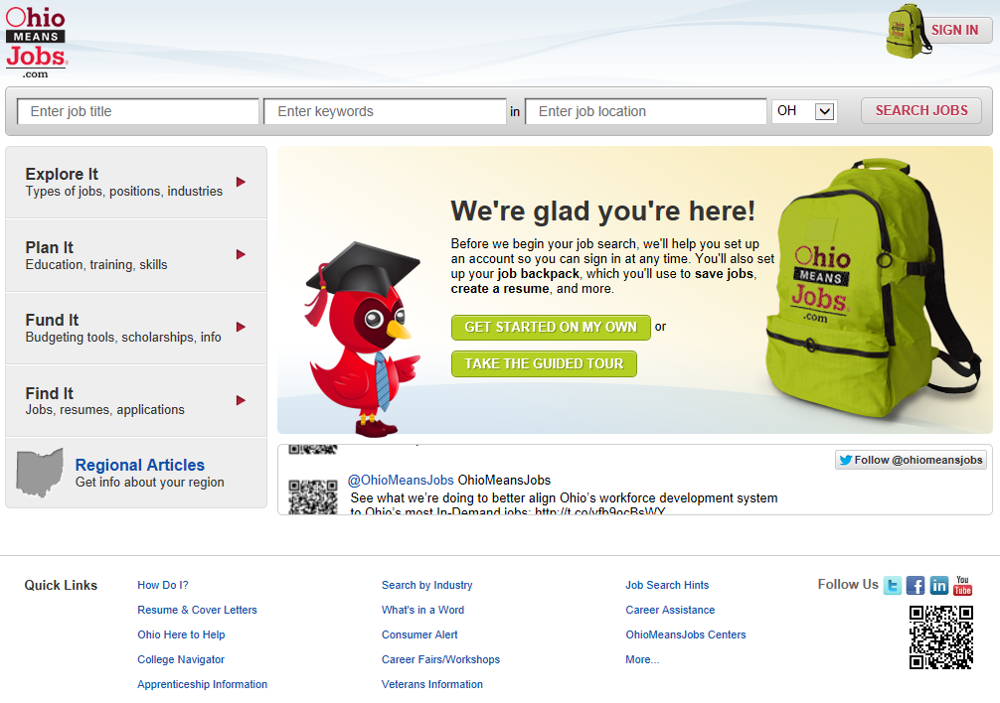 Ohio
MEANS
Jobs
.com
SIGN IN
Enter job title
Enter keywords
in
Enter job location
OH
SEARCH JOBS
Explore It
Types of jobs, positions, industries
Plan It
Education, training, skills
Fund It
Budgeting tools, scholarships, info
Find It
Jobs, resumes, applications
Regional Articles
Get info about your region
We're glad you're here!
Before we begin your job search, we'll help you set up
an account so you can sign in at any time. You'll also set
up your job backpack, which you'll use to save jobs,
create a resume, and more.
GET STARTED ON MY OWN or
TAKE THE GUIDED TOUR
Ohio
MEANS
Jobs
.com
Follow @ohiomeansjobs
@OhioMeansJobs OhioMeansJobs
See what we're doing to better align Ohio's workforce development system
to Ohio's most In-Demand jobs:
Quick Links
How Do I?
Resume & Cover Letters
Ohio Here to Help
College Navigator
Apprenticeship Information
Search by Industry
What's in a Word
Consumer Alert
Career Fairs/Workshops
Veterans Information
Job Search Hints
Career Assistance
OhioMeansJobs Centers
More...
Follow Us
You
Tube